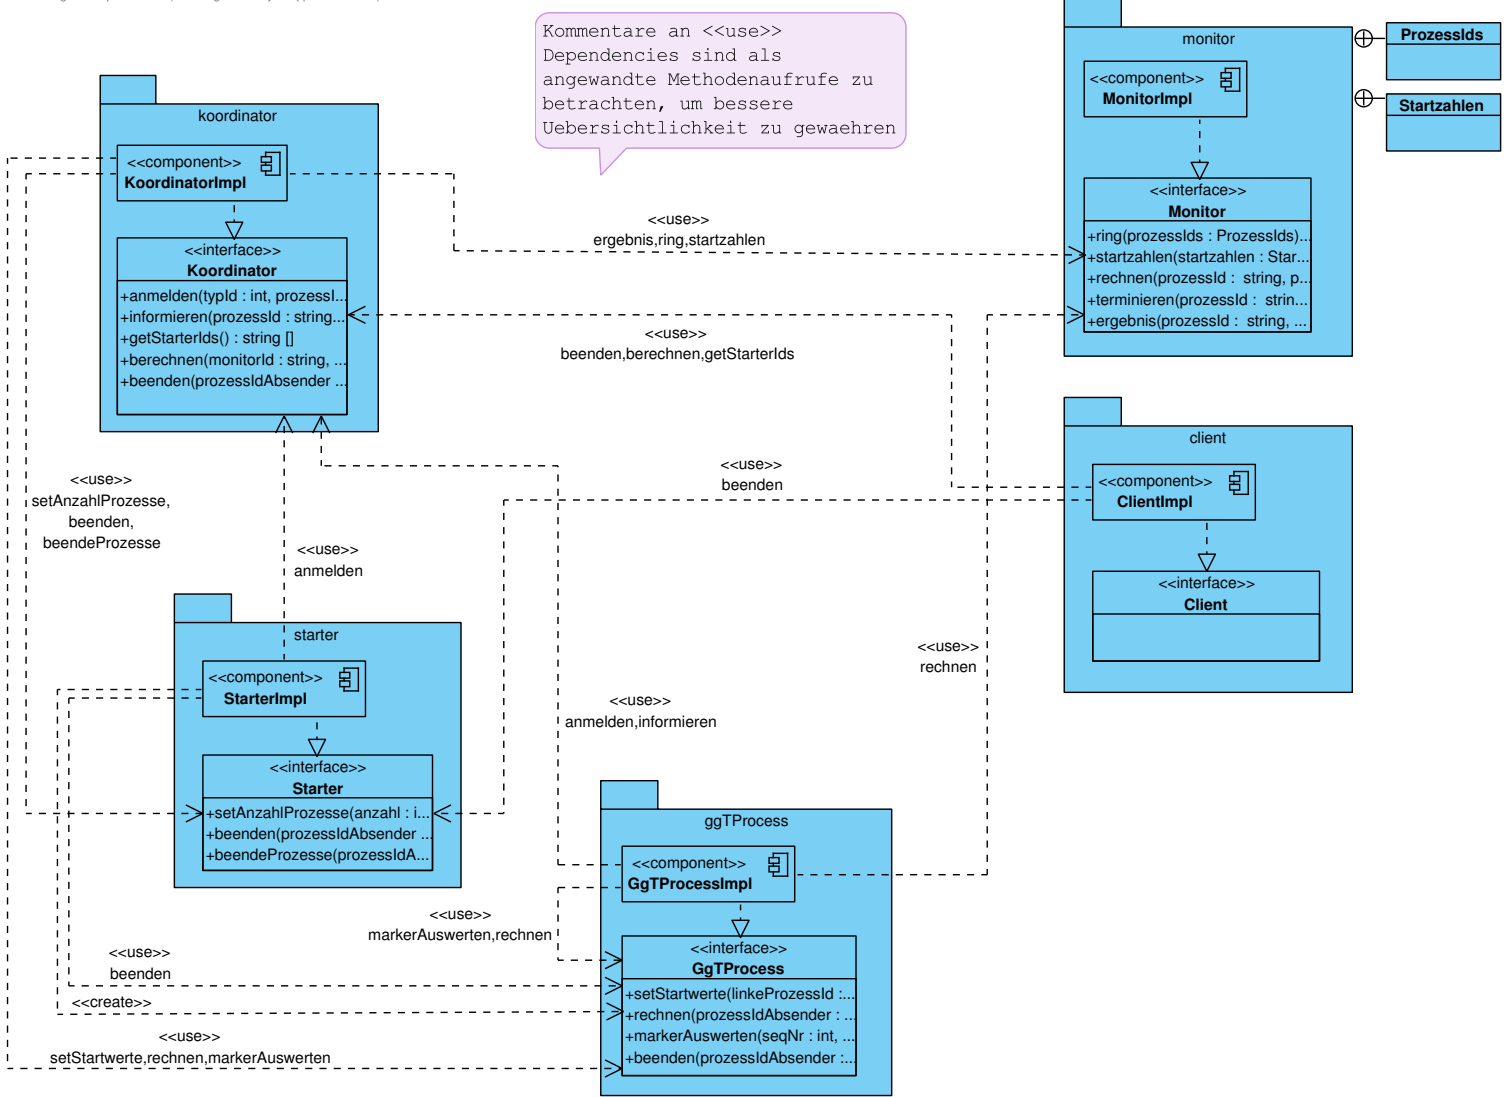 Kommentare an <<use>>
Dependencies sind als
angewandte Methodenaufrufe zu
betrachten, um bessere
Uebersichtlichkeit zu gewaehren
koordinator
<<component>>
KoordinatorImpl
<<interface>>
Koordinator
+anmelden(typId : int, prozessI...
+informieren(prozessId : string...
+getStarterIds() : string []
+berechnen(monitorId : string, ...
+beenden(prozessIdAbsender ...
monitor
<<component>>
MonitorImpl
<<interface>>
Monitor
+ring(prozessIds : ProzessIds)...
+startzahlen(startzahlen : Star...
+rechnen(prozessId : string, p...
+terminieren(prozessId : strin...
+ergebnis(prozessId : string, ...
ProzessIds
Startzahlen
<<use>>
ergebnis,ring,startzahlen
<<use>>
beenden,berechnen,getStarterIds
client
<<component>>
ClientImpl
<<interface>>
Client
<<use>>
beenden
<<use>>
setAnzahlProzesse,
beenden,
beendeProzesse
<<use>>
anmelden
starter
<<component>>
StarterImpl
<<interface>>
Starter
+setAnzahlProzesse(anzahl : i...
+beenden(prozessIdAbsender ...
+beendeProzesse(prozessIdA...
<<use>>
rechnen
<<use>>
anmelden,informieren
ggTProcess
<<component>>
GgTProcessImpl
<<interface>>
GgTProcess
+setStartwerte(linkeProzessId :...
+rechnen(prozessIdAbsender : ...
+markerAuswerten(seqNr : int, ...
+beenden(prozessIdAbsender :...
<<use>>
markerAuswerten,rechnen
<<use>>
beenden
<<create>>
<<use>>
setStartwerte,rechnen,markerAuswerten